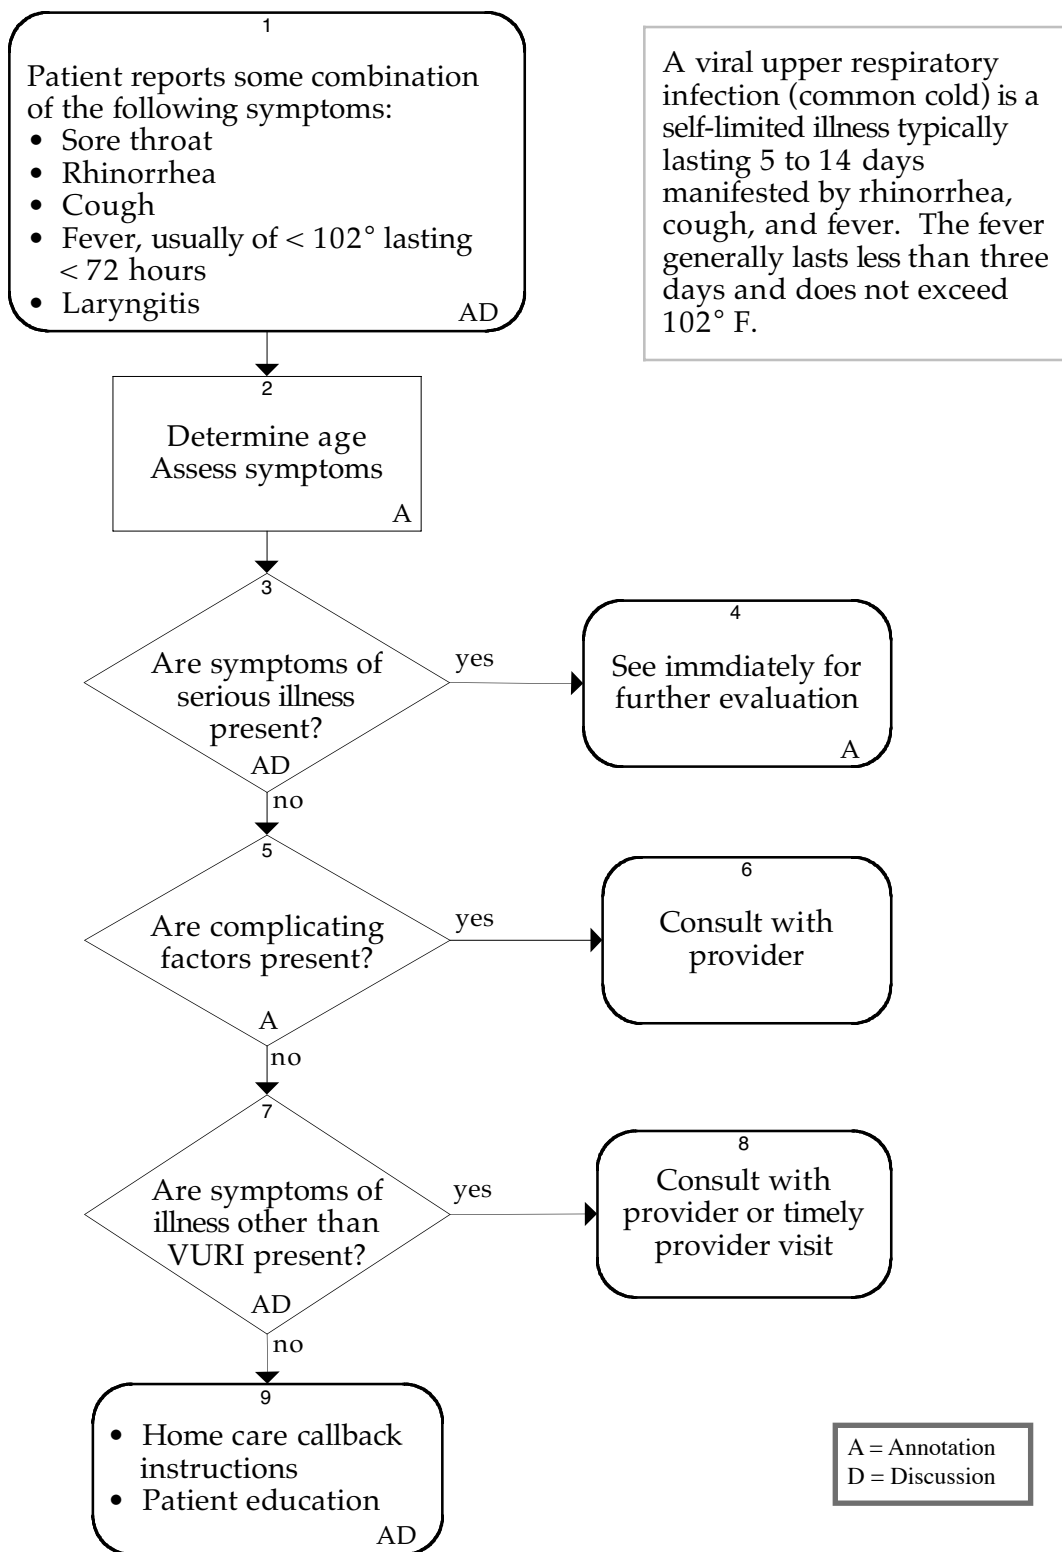 1
Patient reports some combination
of the following symptoms:
• Sore throat
• Rhinorrhea
• Cough
• Fever, usually of < 102° lasting
< 72 hours
• Laryngitis
AD
A viral upper respiratory
infection (common cold) is a
self-limited illness typically
lasting 5 to 14 days
manifested by rhinorrhea,
cough, and fever. The fever
generally lasts less than three
days and does not exceed
102° F.
2
Determine age
Assess symptoms
A
3
Are symptoms of
serious illness
present?
AD
yes
no
4
See immdiately for
further evaluation
A
5
Are complicating
factors present?
A
yes
no
6
Consult with
provider
7
Are symptoms of
illness other than
VURI present?
AD
yes
no
8
Consult with
provider or timely
provider visit
9
• Home care callback
instructions
• Patient education
AD
A = Annotation
D = Discussion